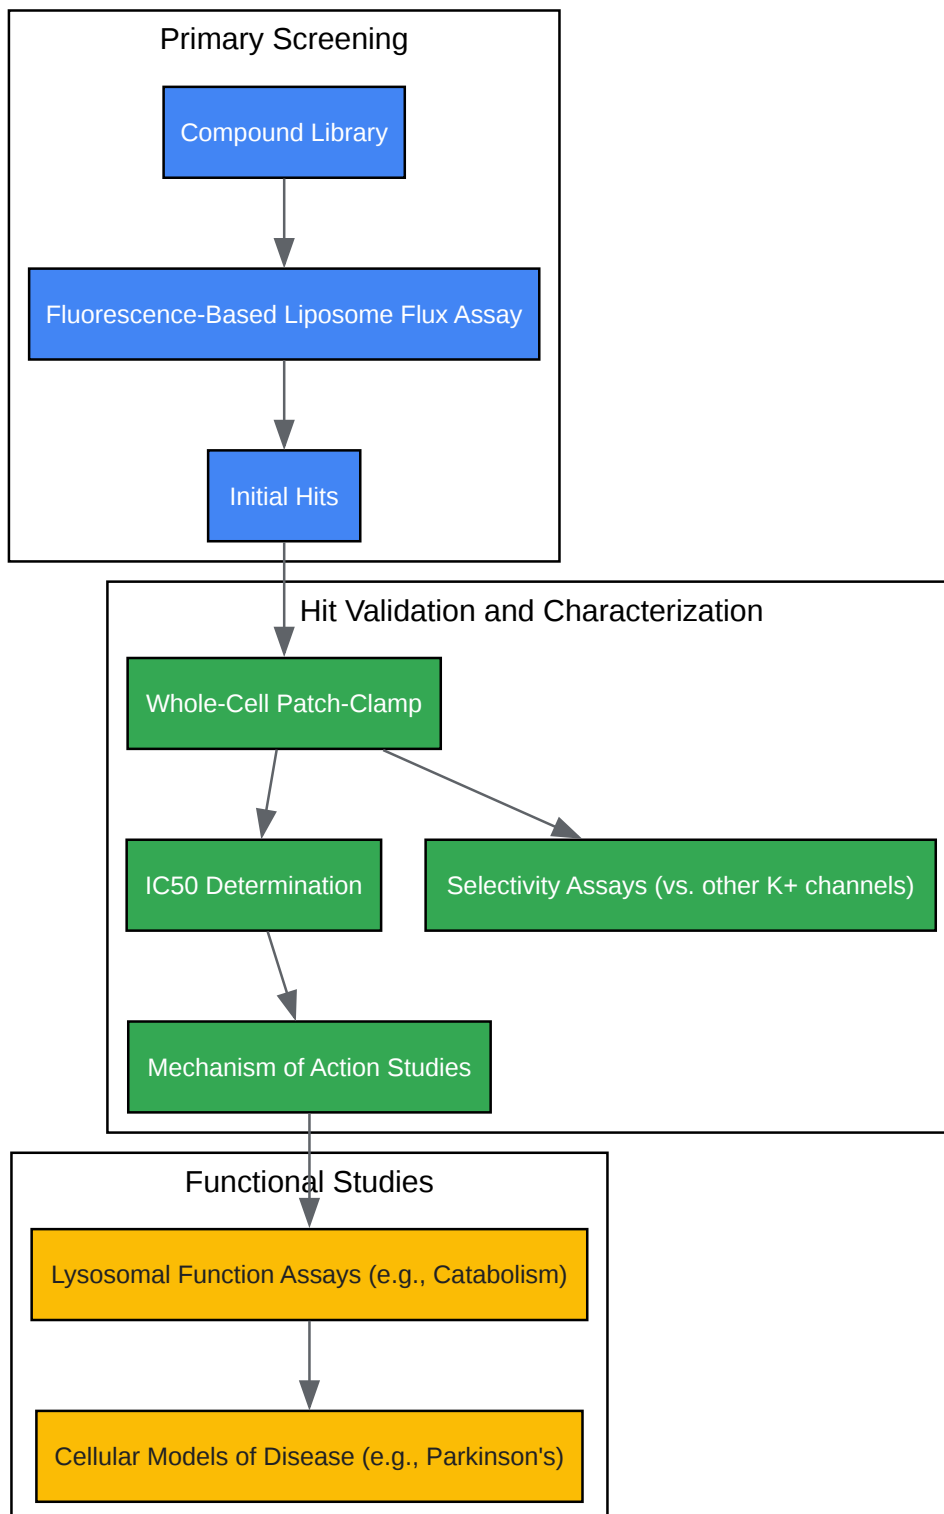 Primary Screening
Compound Library
Fluorescence-Based Liposome Flux Assay
Initial Hits
Hit Validation and Characterization
Whole-Cell Patch-Clamp
IC50 Determination
Selectivity Assays (vs. other K+ channels)
Mechanism of Action Studies
Functional Studies
Lysosomal Function Assays (e.g., Catabolism)
Cellular Models of Disease (e.g., Parkinson's)